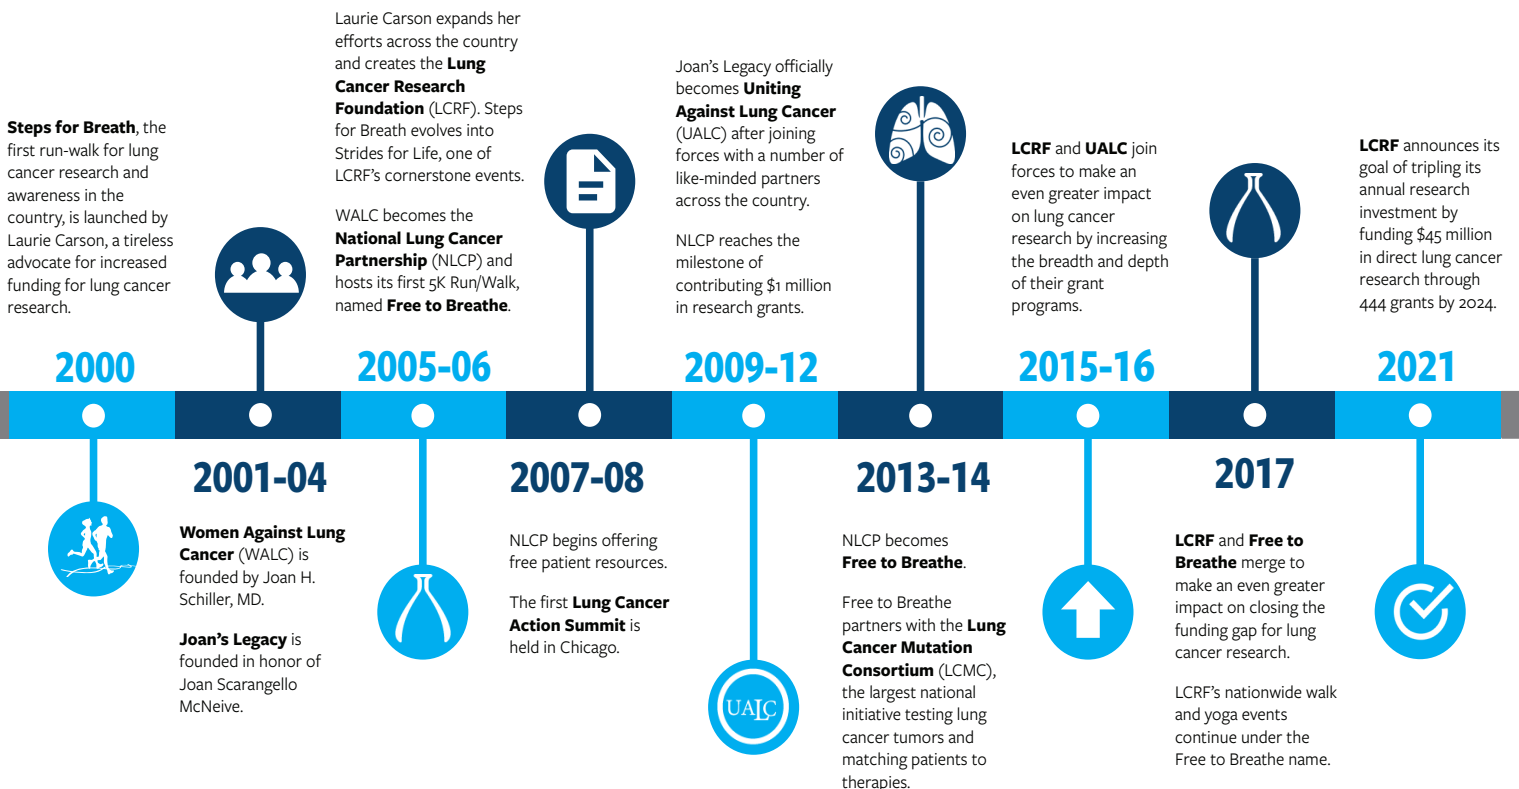 Steps for Breath, the
first run-walk for lung
cancer research and
awareness in the
country, is launched by
Laurie Carson, a tireless
advocate for increased
funding for lung cancer
research.
2000
2001-04
Women Against Lung
Cancer (WALC) is
founded by Joan H.
Schiller, MD.
Joan’s Legacy is
founded in honor of
Joan Scarangello
McNeive.
Laurie Carson expands her
efforts across the country
and creates the Lung
Cancer Research
Foundation (LCRF). Steps
for Breath evolves into
Strides for Life, one of
LCRF’s cornerstone events.
WALC becomes the
National Lung Cancer
Partnership (NLCP) and
hosts its first 5K Run/Walk,
named Free to Breathe.
2005-06
2007-08
NLCP begins offering
free patient resources.
The first Lung Cancer
Action Summit is
held in Chicago.
Joan’s Legacy officially
becomes Uniting
Against Lung Cancer
(UALC) after joining
forces with a number of
like-minded partners
across the country.
NLCP reaches the
milestone of
contributing $1 million
in research grants.
2009-12
UALC
2013-14
NLCP becomes
Free to Breathe.
Free to Breathe
partners with the Lung
Cancer Mutation
Consortium (LCMC),
the largest national
initiative testing lung
cancer tumors and
matching patients to
therapies.
LCRF and UALC join
forces to make an
even greater impact
on lung cancer
research by increasing
the breadth and depth
of their grant
programs.
2015-16
2017
LCRF and Free to
Breathe merge to
make an even greater
impact on closing the
funding gap for lung
cancer research.
LCRF’s nationwide walk
and yoga events
continue under the
Free to Breathe name.
LCRF announces its
goal of tripling its
annual research
investment by
funding $45 million
in direct lung cancer
research through
444 grants by 2024.
2021